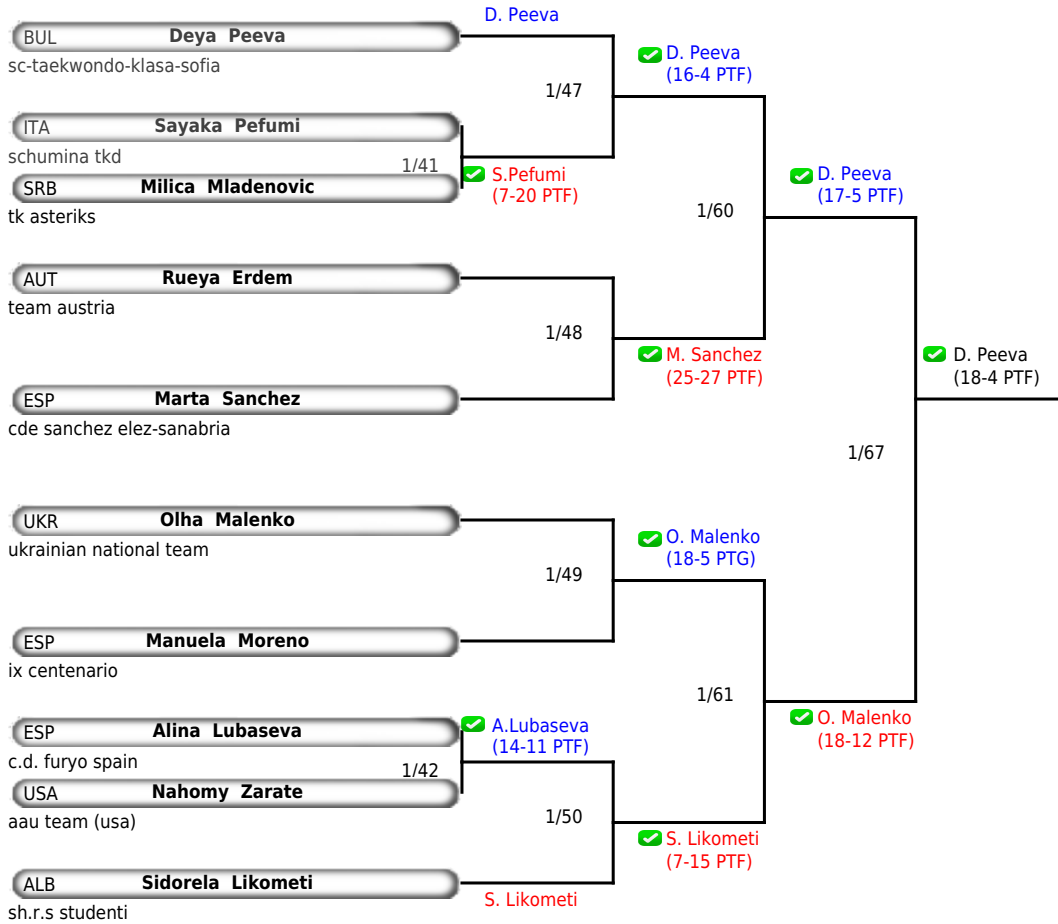 D. Peeva
BUL Deya Peeva
sc-taekwondo-klasa-sofia
D. Peeva
(16-4 PTF)
1/47
ITA Sayaka Pefumi
schumina tkd
1/41
S.Pefumi
(7-20 PTF)
SRB Milica Mladenovic
tk asteriks
D. Peeva
(17-5 PTF)
1/60
AUT Rueya Erdem
team austria
1/48
M. Sanchez
(25-27 PTF)
D. Peeva
(18-4 PTF)
ESP Marta Sanchez
cde sanchez elez-sanabria
1/67
UKR Olha Malenko
ukrainian national team
O. Malenko
(18-5 PTG)
1/49
ESP Manuela Moreno
ix centenario
1/61
ESP Alina Lubaseva
c.d. furyo spain
A.Lubaseva
(14-11 PTF)
O. Malenko
(18-12 PTF)
1/42
USA Nahomy Zarate
aau team (usa)
1/50
S. Likometi
(7-15 PTF)
ALB Sidorela Likometi
sh.r.s studenti
S. Likometi